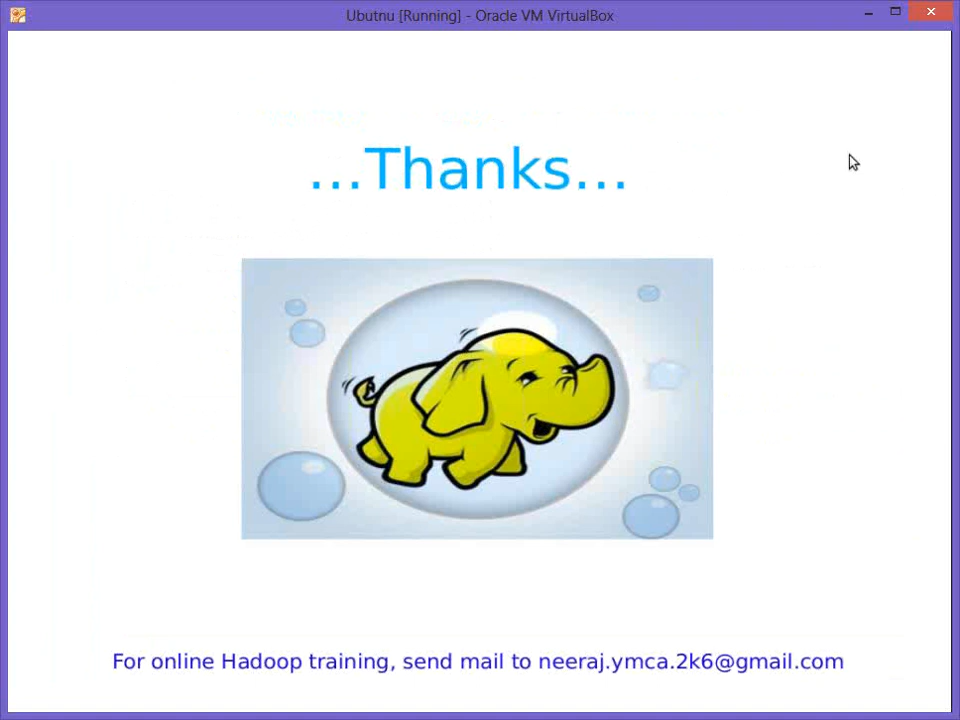 Ubutnu [Running] - Oracle VM VirtualBox
...Thanks...
For online Hadoop training, send mail to neeraj.ymca.2k6@gmail.com